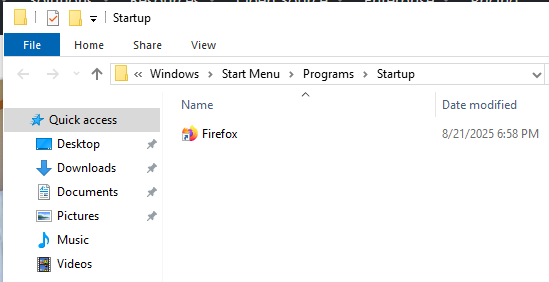 Startup
File Home Share View
« Windows > Start Menu > Programs > Startup
Name Date modified
Quick access
Firefox 8/21/2025 6:58 PM
Desktop
Downloads
Documents
Pictures
Music
Videos